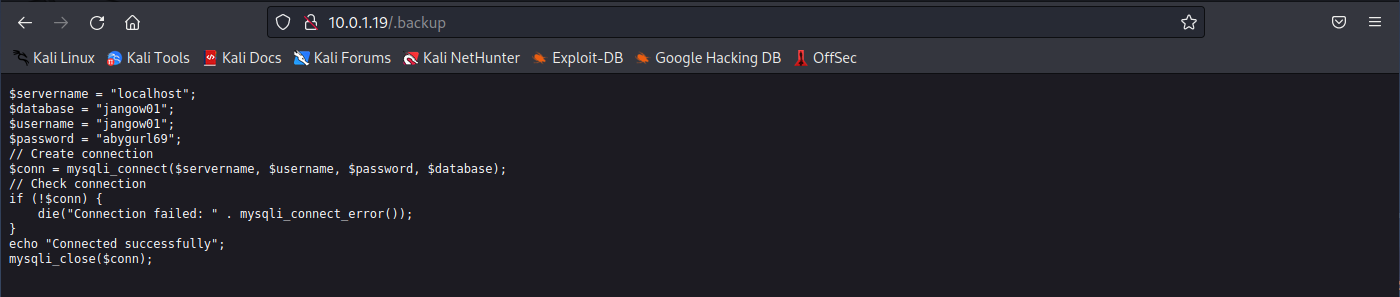 10.0.1.19/.backup
Kali Linux Kali Tools Kali Docs Kali Forums Kali NetHunter Exploit-DB Google Hacking DB OffSec
$servername = "localhost";
$database = "jangow01";
$username = "jangow01";
$password = "abygurl69";
// Create connection
$conn = mysqli_connect($servername, $username, $password, $database);
// Check connection
if (!$conn) {
    die("Connection failed: " . mysqli_connect_error());
}
echo "Connected successfully";
mysqli_close($conn);